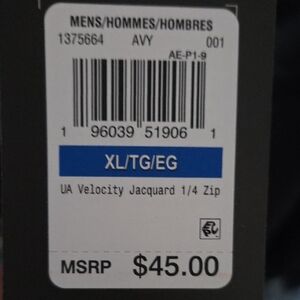 MENS/HOMMES/HOMBRES
1375664 AVY 001
AE-P1-9
1 96039 51906 1
XL/TG/EG
UA Velocity Jacquard 1/4 Zip
MSRP $45.00